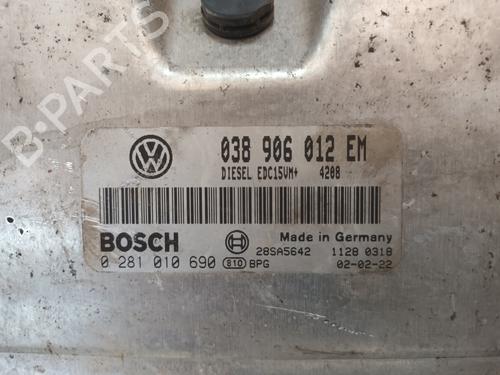 B-PARTS
038 906 012 EM
DIESEL EDC15VM+ 4208
BOSCH
Made in Germany
28SA5642 1128 0318
0 281 010 690 810 BPG 02-02-22